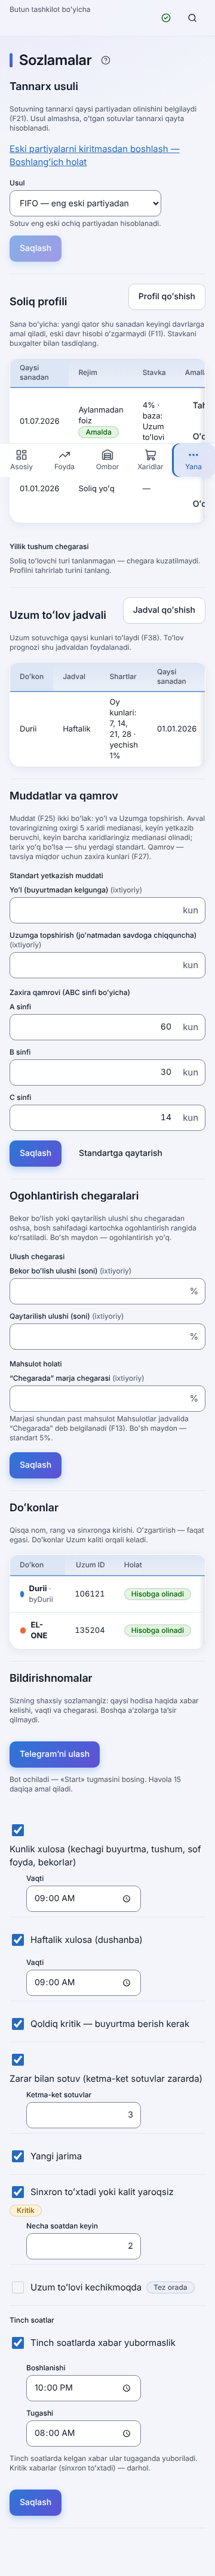 Butun tashkilot bo'yicha
Sozlamalar
Tannarx usuli
Sotuvning tannarxi qaysi partiyadan olinishini belgilaydi
(F21). Usul almashsa, o'tgan sotuvlar tannarxi qayta
hisoblanadi.
Eski partiyalarni kiritmasdan boshlash —
Boshlang'ich holat
Usul
FIFO — eng eski partiyadan
Sotuv eng eski ochiq partiyadan hisoblanadi.
Saqlash
Soliq profili
Profil qo'shish
Sana bo'yicha: yangi qator shu sanadan keyingi davrlarga
amal qiladi, eski davr hisobi o'zgarmaydi (F11). Stavkani
buxgalter bilan tasdiqlang.
Qaysi sanadan
Rejim
Stavka
01.07.2026
Aylanmadan foiz
Amalda
4% · baza: Uzum to'lovi
Asosiy
Foyda
Ombor
Xaridlar
Yana
01.01.2026
Soliq yo'q
—
Yillik tushum chegarasi
Soliq to'lovchi turi tanlanmagan — chegara kuzatilmaydi.
Profilni tahrirlab turini tanlang.
Uzum to'lov jadvali
Jadval qo'shish
Uzum sotuvchiga qaysi kunlari to'laydi (F38). To'lov
prognozi shu jadvaldan foydalanadi.
Do'kon
Jadval
Shartlar
Qaysi sanadan
Durii
Haftalik
Oy kunlari: 7, 14, 21, 28 · yechish 1%
01.01.2026
Muddatlar va qamrov
Muddat (F25) ikki bo'lak: yo'l va Uzumga topshirish. Avval
tovaringizning oxirgi 5 xaridi medianasi, keyin yetkazib
beruvchi, keyin barcha xaridlaringiz medianasi olinadi;
tarix yo'q bo'lsa — shu yerdagi standart. Qamrov —
tavsiya miqdor uchun zaxira kunlari (F27).
Standart yetkazish muddati
Yo'l (buyurtmadan kelgunga) (ixtiyoriy)
kun
Uzumga topshirish (jo'natmadan savdoga chiqquncha)
(ixtiyoriy)
kun
Zaxira qamrovi (ABC sinfi bo'yicha)
A sinfi
60 kun
B sinfi
30 kun
C sinfi
14 kun
Saqlash
Standartga qaytarish
Ogohlantirish chegaralari
Bekor bo'lish yoki qaytarilish ulushi shu chegaradan
oshsa, bosh sahifadagi kartochka ogohlantirish rangida
ko'rsatiladi. Bo'sh maydon — ogohlantirish yo'q.
Ulush chegarasi
Bekor bo'lish ulushi (soni) (ixtiyoriy)
%
Qaytarilish ulushi (soni) (ixtiyoriy)
%
Mahsulot holati
"Chegarada" marja chegarasi (ixtiyoriy)
%
Marjasi shundan past mahsulot Mahsulotlar jadvalida
"Chegarada" deb belgilanadi (F13). Bo'sh maydon —
standart 5%.
Saqlash
Do'konlar
Qisqa nom, rang va sinxronga kirishi. O'zgartirish — faqat
egasi. Do'konlar Uzum kaliti orqali keladi.
Do'kon
Uzum ID
Holat
Durii ·
byDurii
106121
Hisobga olinadi
EL-ONE
135204
Hisobga olinadi
Bildirishnomalar
Sizning shaxsiy sozlamangiz: qaysi hodisa haqida xabar
kelishi, vaqti va chegarasi. Boshqa a'zolarga ta'sir
qilmaydi.
Telegram'ni ulash
Bot ochiladi — «Start» tugmasini bosing. Havola 15
daqiqa amal qiladi.
Kunlik xulosa (kechagi buyurtma, tushum, sof
foyda, bekorlar)
Vaqti
09:00 AM
Haftalik xulosa (dushanba)
Vaqti
09:00 AM
Qoldiq kritik — buyurtma berish kerak
Zarar bilan sotuv (ketma-ket sotuvlar zararda)
Ketma-ket sotuvlar
3
Yangi jarima
Sinxron to'xtadi yoki kalit yaroqsiz
Kritik
Necha soatdan keyin
2
Uzum to'lovi kechikmoqda
Tez orada
Tinch soatlar
Tinch soatlarda xabar yubormaslik
Boshlanishi
10:00 PM
Tugashi
08:00 AM
Tinch soatlarda kelgan xabar ular tugaganda yuboriladi.
Kritik xabarlar (sinxron to'xtadi) — darhol.
Saqlash